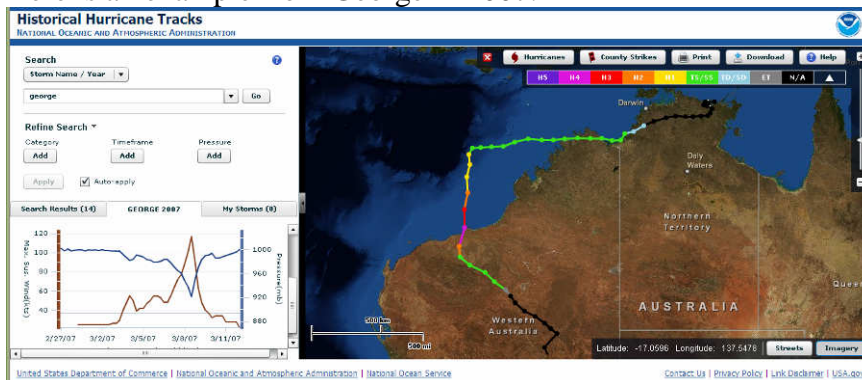 Historical Hurricane Tracks
NATIONAL OCEANIC AND ATMOSPHERIC ADMINISTRATION
Search
Storm Name / Year
george
Go
Refine Search
Category Timeframe Pressure
Add Add Add
Apply Auto-apply
Search Results (14) GEORGE 2007 My Storms (0)
Max. Sus. Wind(kts)
120
100
80
60
40
1000
960
920
880
Pressure(mb)
2/27/07 3/2/07 3/5/07 3/8/07 3/11/07
Hurricanes County Strikes Print Download Help
H5 H4 H3 H2 H1 TS/SS TD/SD ET N/A
Darwin
Daly
Waters
Northern
Territory
Quee
AUSTRALIA
Western
Australia
500 km
500 mi
Latitude: -17.0596 Longitude: 137.5476 Streets Imagery
United States Department of Commerce | National Oceanic and Atmospheric Administration | National Ocean Service
Contact Us | Privacy Policy | Link Disclaimer | USA.gov